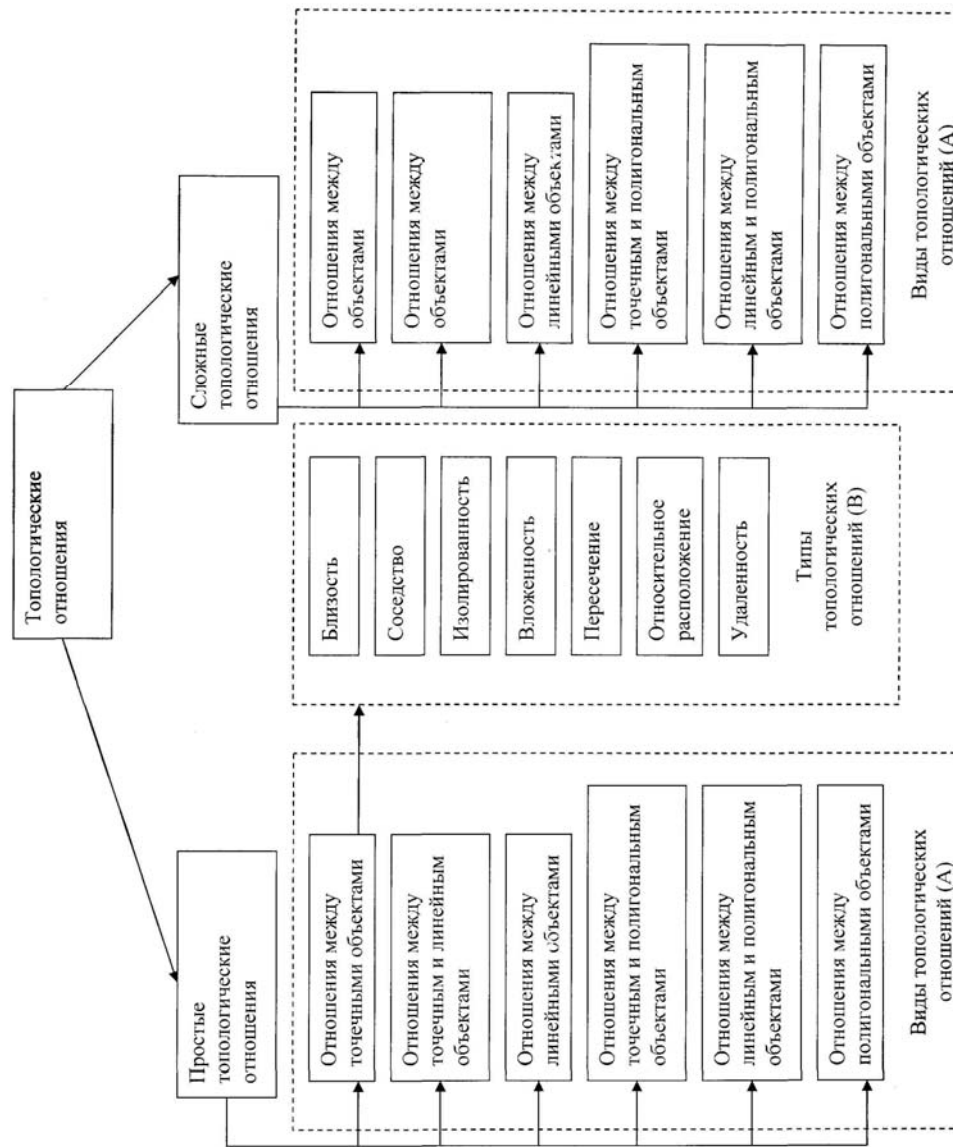 Топологические
отношения
Простые
топологические
отношения
Сложные
топологические
отношения
Отношения между
точечными объектами
Отношения между
точечным и линейным
объектами
Отношения между
линейными объектами
Отношения между
точечным и полигональным
объектами
Отношения между
линейным и полигональным
объектами
Отношения между
полигональными объектами
Виды топологических
отношений (А)
Близость
Соседство
Изолированность
Вложенность
Пересечение
Относительное
расположение
Удаленность
Типы
топологических
отношений (В)
Отношения между
объектами
Отношения между
объектами
Отношения между
линейными объектами
Отношения между
точечным и полигональным
объектами
Отношения между
линейным и полигональным
объектами
Отношения между
полигональными объектами
Виды топологических
отношений (А)